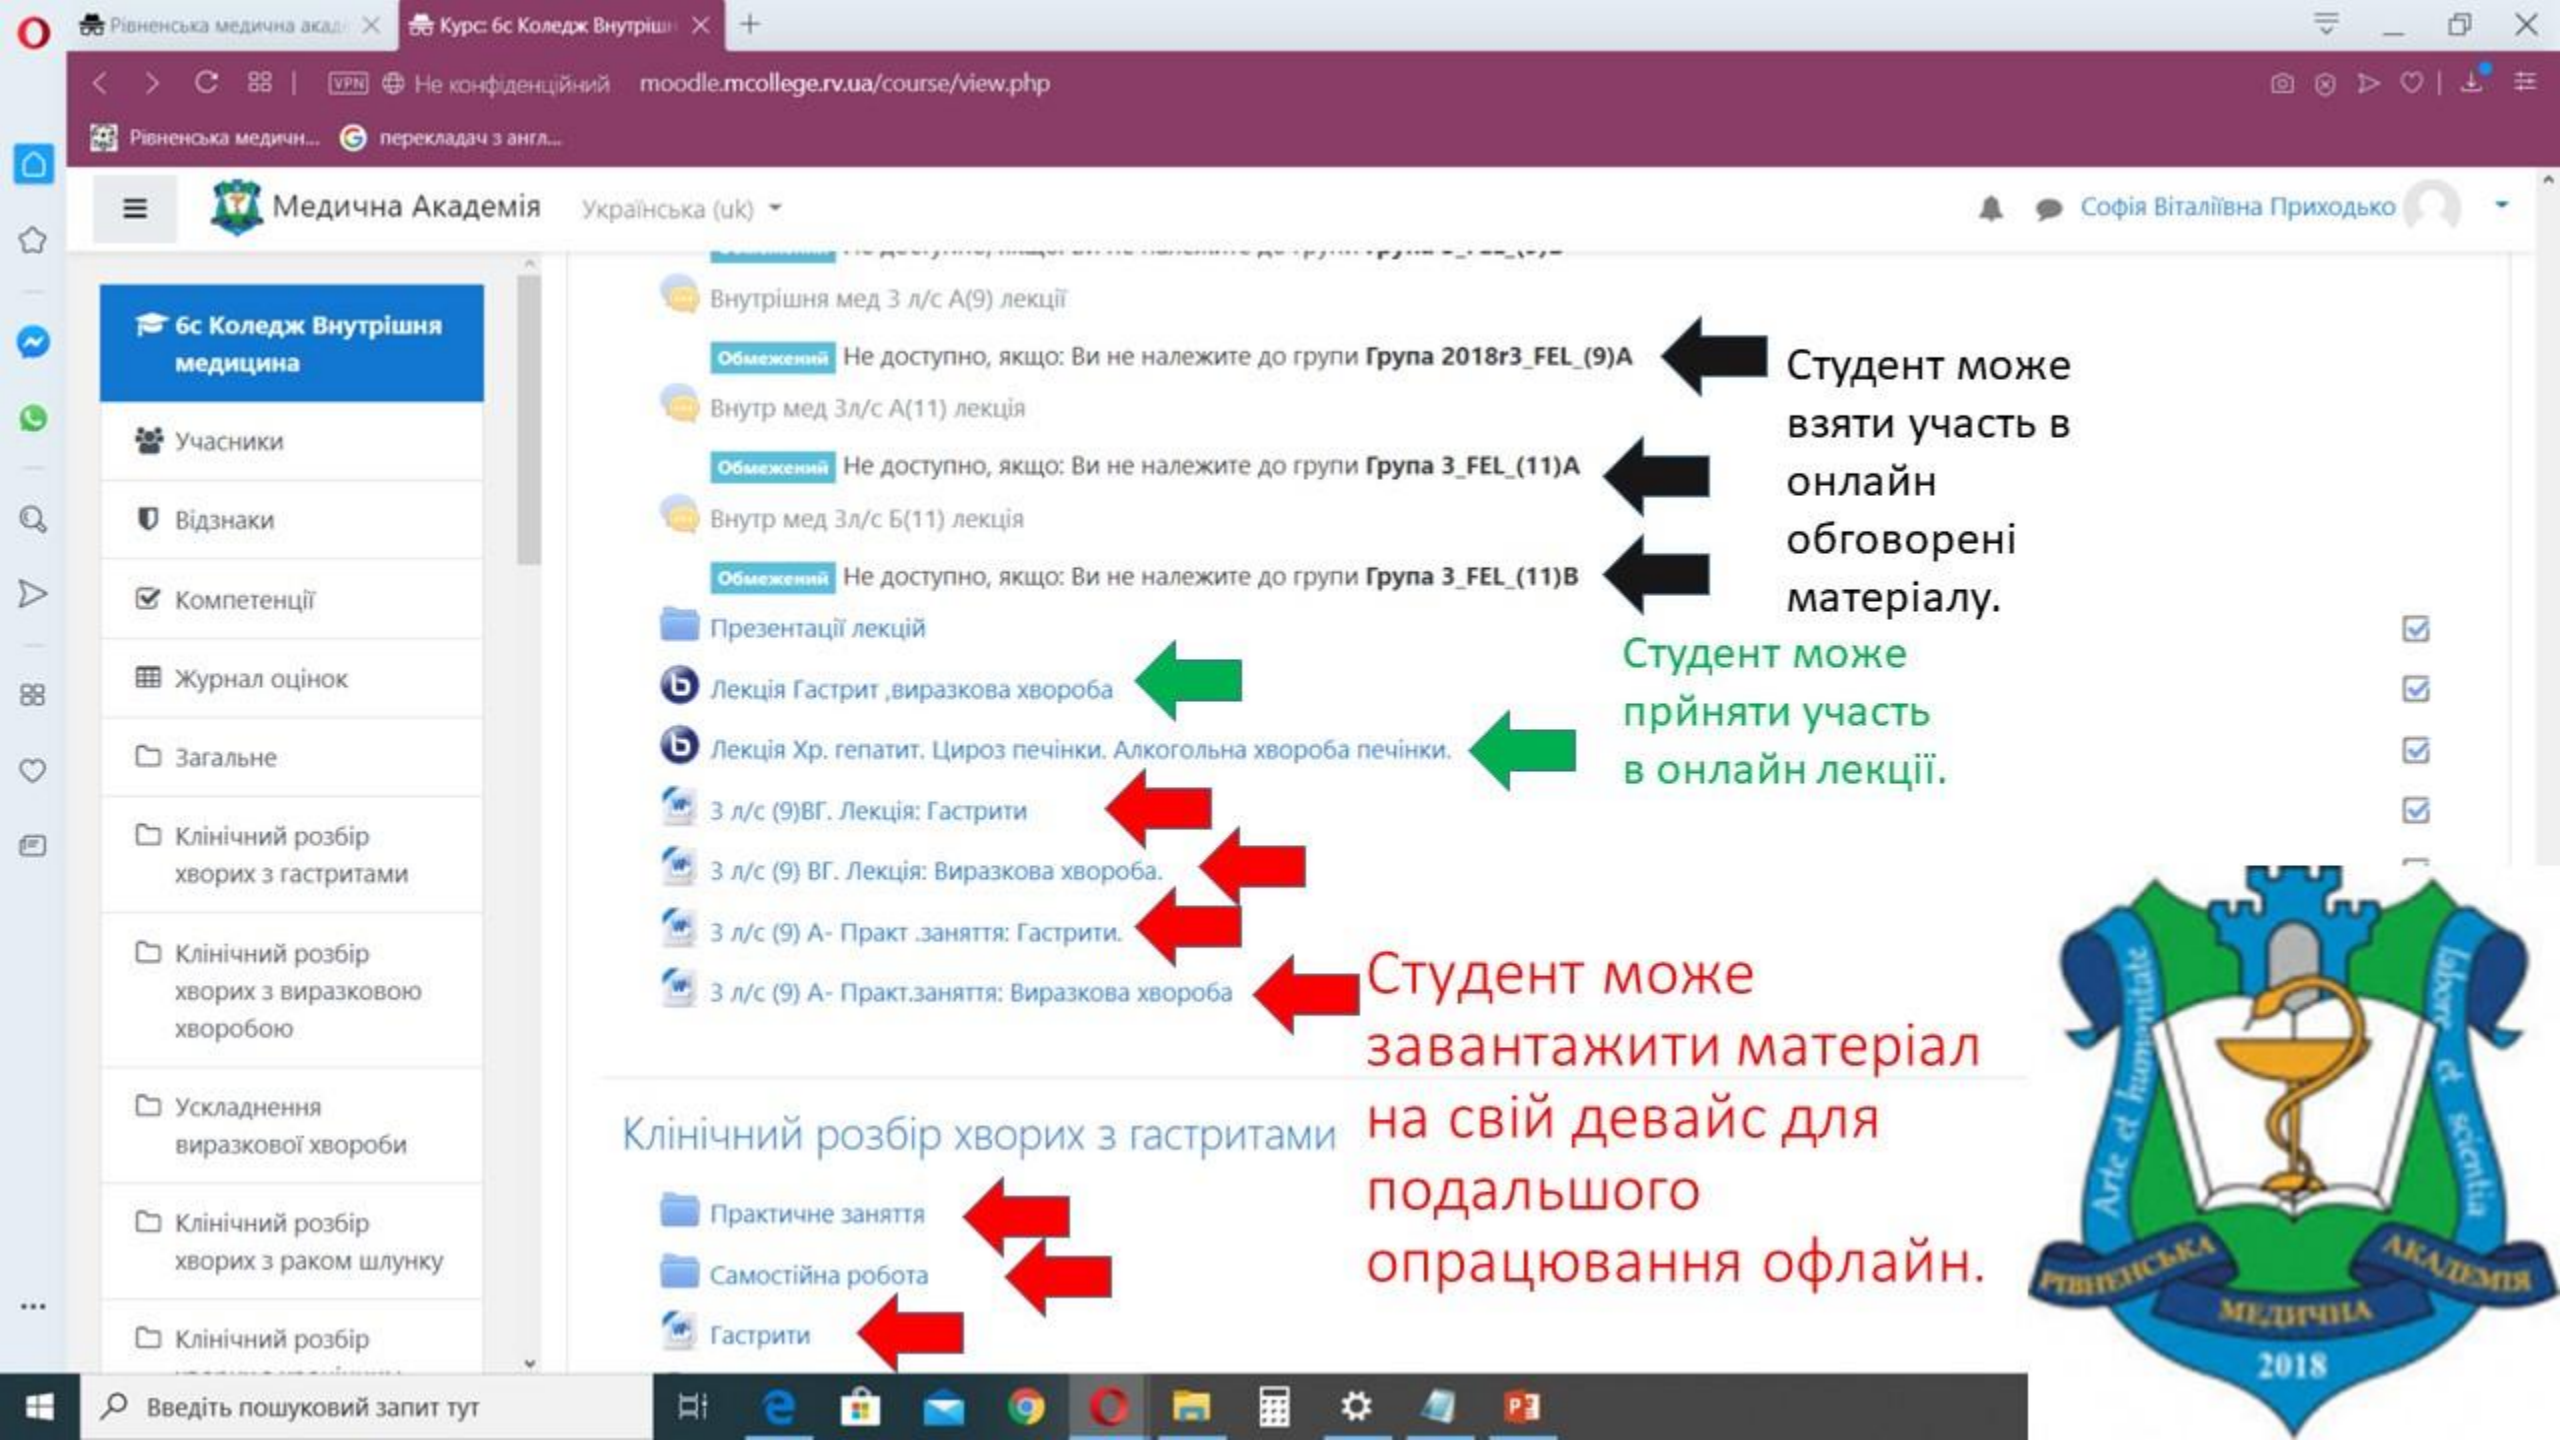 Рівненська медична акад
Курс: 6с Коледж Внутріш
VPN
Не конфіденційний
moodle.mcollege.rv.ua/course/view.php
Рівненська медичн...
перекладач з англ...
Медична Академія
Українська (uk)
Софія Віталіївна Приходько
6с Коледж Внутрішня
медицина
Учасники
Відзнаки
Компетенції
Журнал оцінок
Загальне
Клінічний розбір
хворих з гастритами
Клінічний розбір
хворих з виразковою
хворобою
Ускладнення
виразкової хвороби
Клінічний розбір
хворих з раком шлунку
Клінічний розбір
Внутрішня мед 3 л/с А(9) лекції
Обмежений Не доступно, якщо: Ви не належите до групи Група 2018r3_FEL_(9)A
Внутр мед 3л/с А(11) лекція
Обмежений Не доступно, якщо: Ви не належите до групи Група 3_FEL_(11)A
Внутр мед 3л/с Б(11) лекція
Обмежений Не доступно, якщо: Ви не належите до групи Група 3_FEL_(11)B
Презентації лекцій
Лекція Гастрит ,виразкова хвороба
Лекція Хр. гепатит. Цироз печінки. Алкогольна хвороба печінки.
3 л/с (9)ВГ. Лекція: Гастрити
3 л/с (9) ВГ. Лекція: Виразкова хвороба.
3 л/с (9) А- Практ .заняття: Гастрити.
3 л/с (9) А- Практ.заняття: Виразкова хвороба
Клінічний розбір хворих з гастритами
Практичне заняття
Самостійна робота
Гастрити
Студент може
взяти участь в
онлайн
обговорені
матеріалу.
Студент може
прйняти участь
в онлайн лекції.
Студент може
завантажити матеріал
на свій девайс для
подальшого
опрацювання офлайн.
Arte et humanitate
labore et scientia
РІВНЕНСЬКА
МЕДИЧНА
АКАДЕМІЯ
2018
Введіть пошуковий запит тут